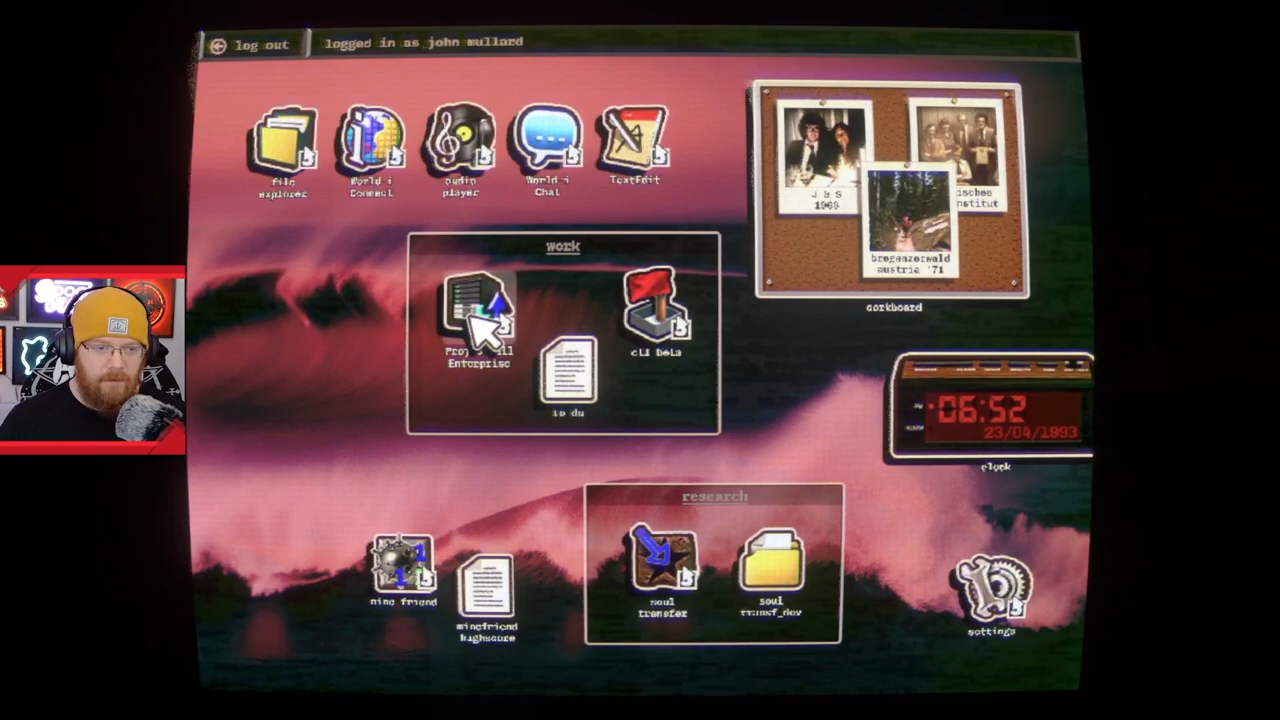 log out
logged in as john mullard
file explorer
World i Connect
audio player
World i Chat
TextEdit
J & S
1969
nstitut
bregenzerwald
austria '71
corkboard
work
Enterprise
cli beta
to do
06:52
23/04/1993
clock
research
mine friend
minefriend highscore
soul transfer
soul transf_dev
settings